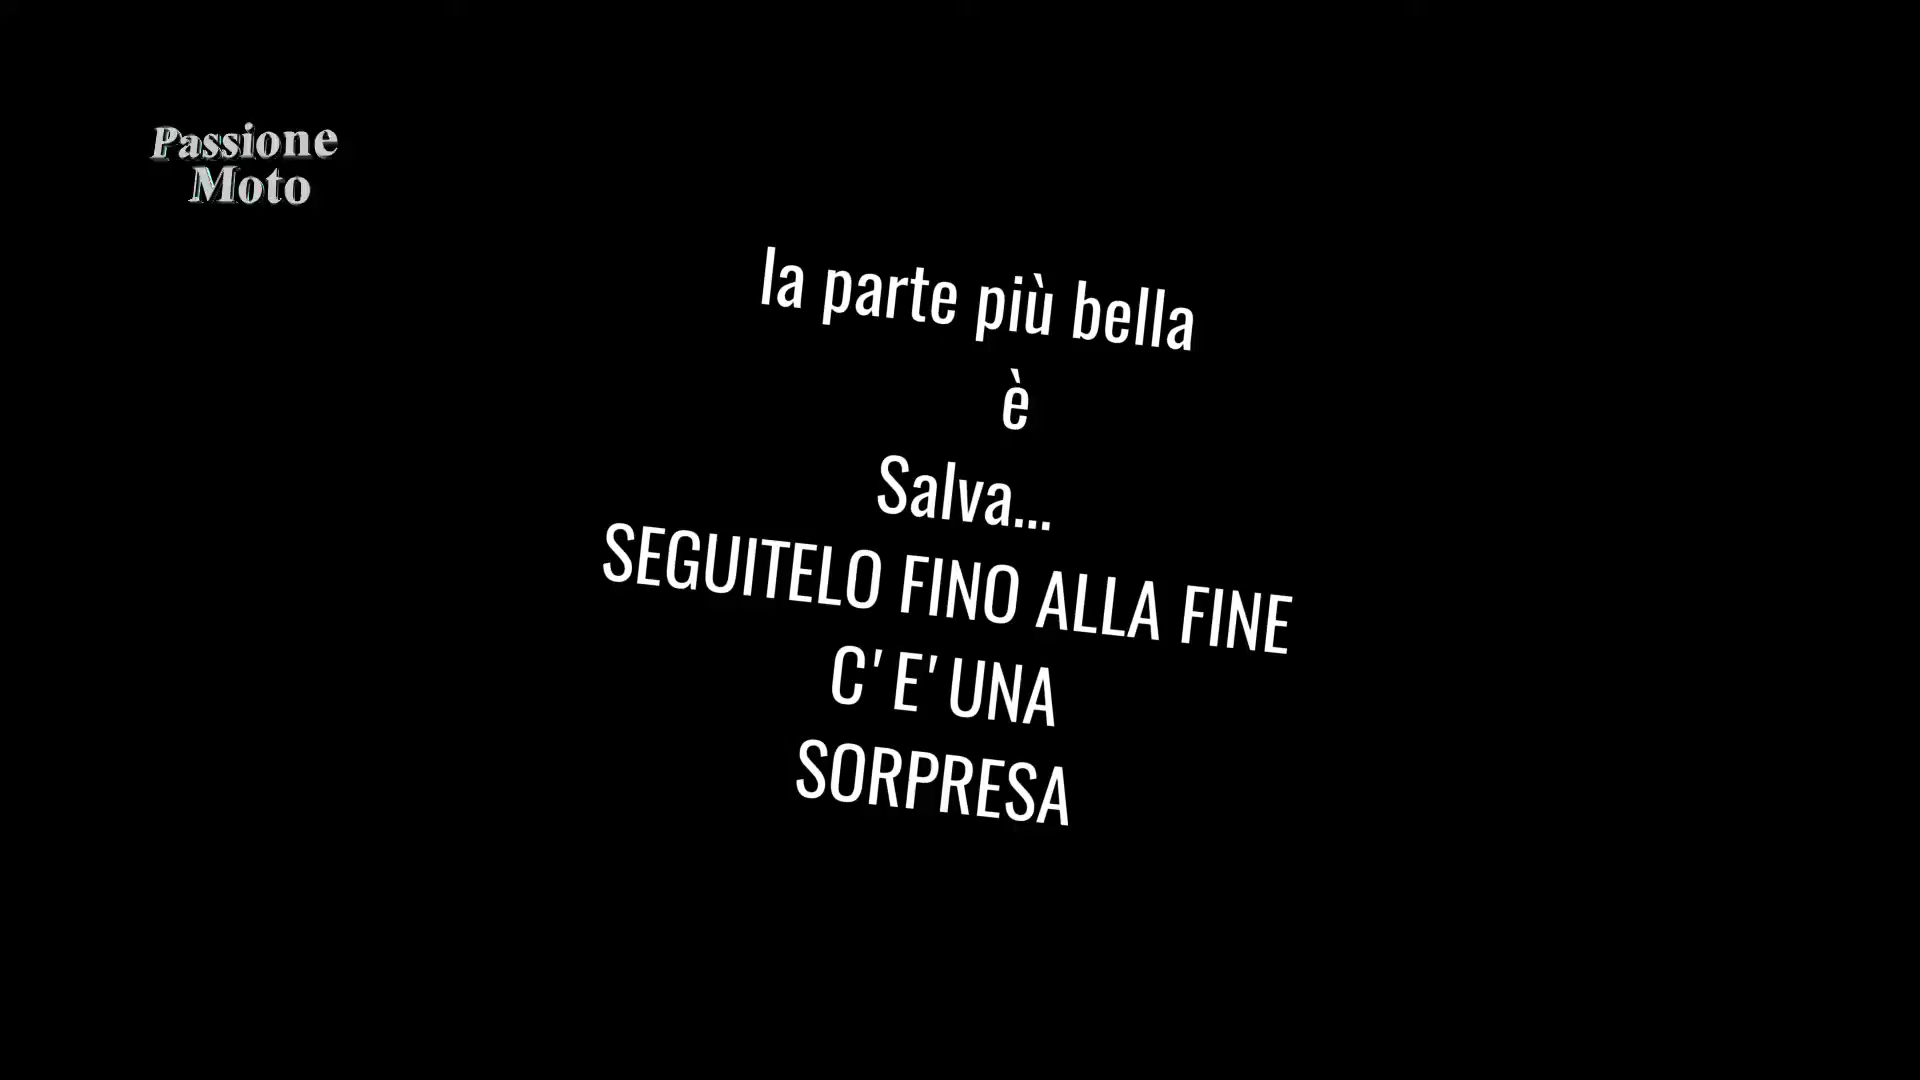 Passione
Moto
la parte più bella
è
Salva...
SEGUITELO FINO ALLA FINE
C' E' UNA
SORPRESA